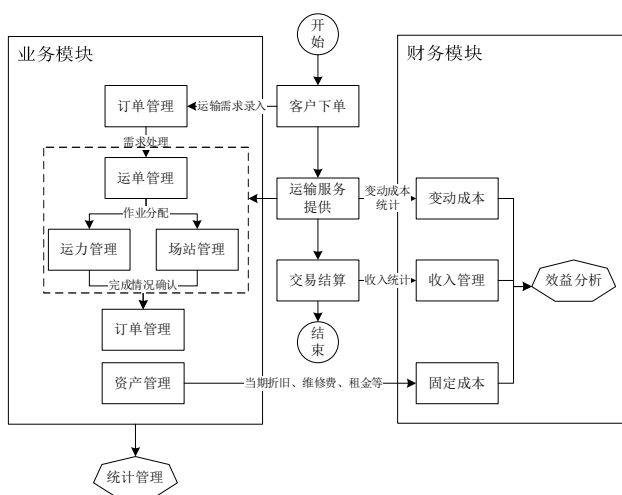 开
始
业务模块
财务模块
订单管理
运输需求录入
客户下单
需求处理
运单管理
运输服务
提供
变动成本
统计
变动成本
作业分配
运力管理
场站管理
交易结算
收入统计
收入管理
效益分析
完成情况确认
订单管理
结
束
资产管理
当期折旧、维修费、租金等
固定成本
统计管理